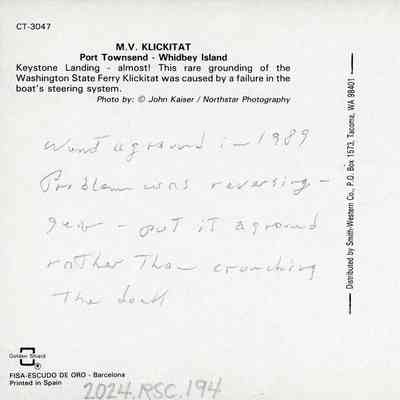 CT-3047
M.V. KLICKITAT
Port Townsend - Whidbey Island
Keystone Landing - almost! This rare grounding of the
Washington State Ferry Klickitat was caused by a failure in the
boat's steering system.
Photo by: © John Kaiser / Northstar Photography
Went aground in 1989
Problem was reversing -
gear - put it aground
rather than crunching
the dock
Distributed by Smith-Western Co., P.O. Box 1573, Tacoma, WA 98401
Golden Shield
FISA-ESCUDO DE ORO - Barcelona
Printed in Spain
2024.RSC.194